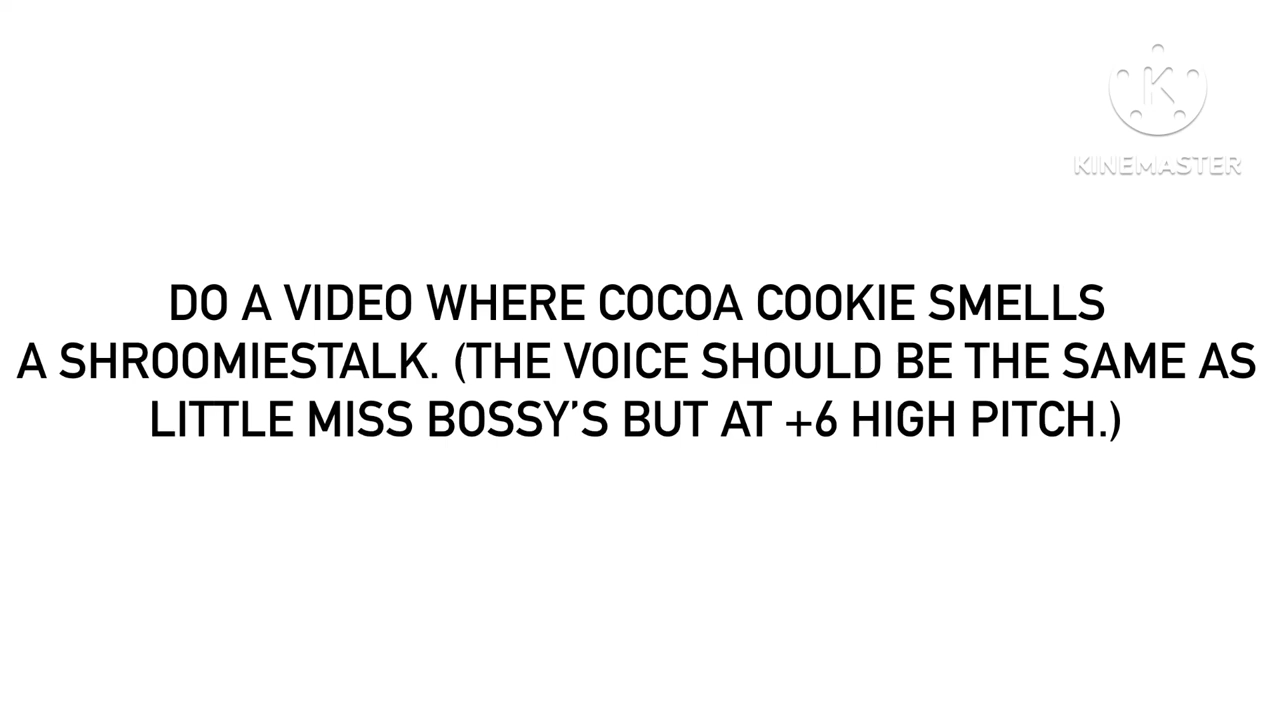 KINEMASTER
DO A VIDEO WHERE COCOA COOKIE SMELLS
A SHROOMIESTALK. (THE VOICE SHOULD BE THE SAME AS
LITTLE MISS BOSSY’S BUT AT +6 HIGH PITCH.)